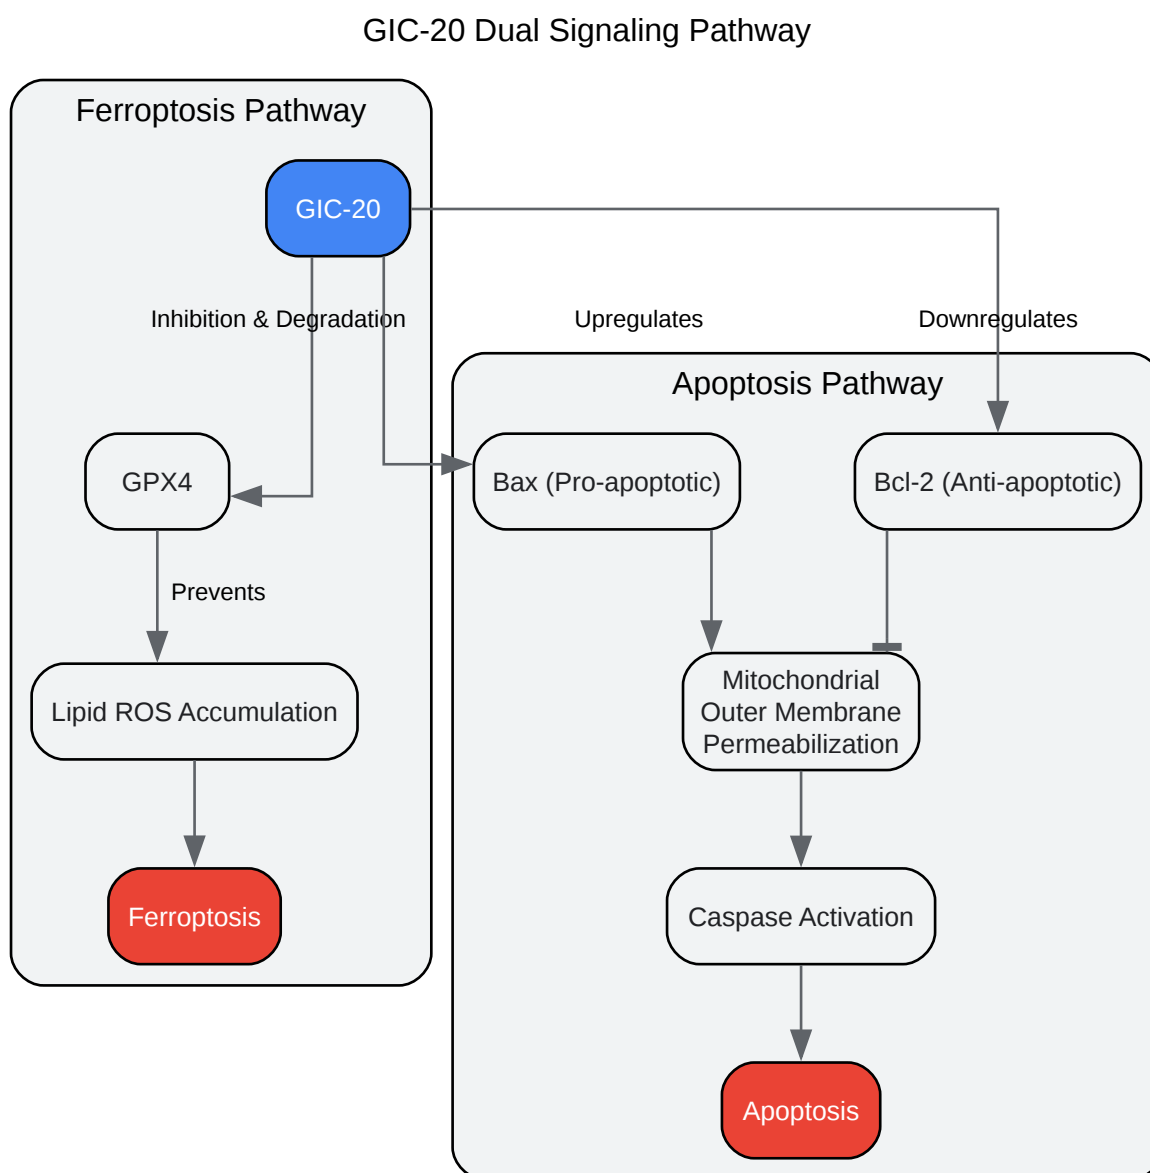 GIC-20 Dual Signaling Pathway
Ferroptosis Pathway
GIC-20
Inhibition & Degradation
Upregulates
Downregulates
Apoptosis Pathway
GPX4
Bax (Pro-apoptotic)
Bcl-2 (Anti-apoptotic)
Prevents
Lipid ROS Accumulation
Mitochondrial
Outer Membrane
Permeabilization
Ferroptosis
Caspase Activation
Apoptosis